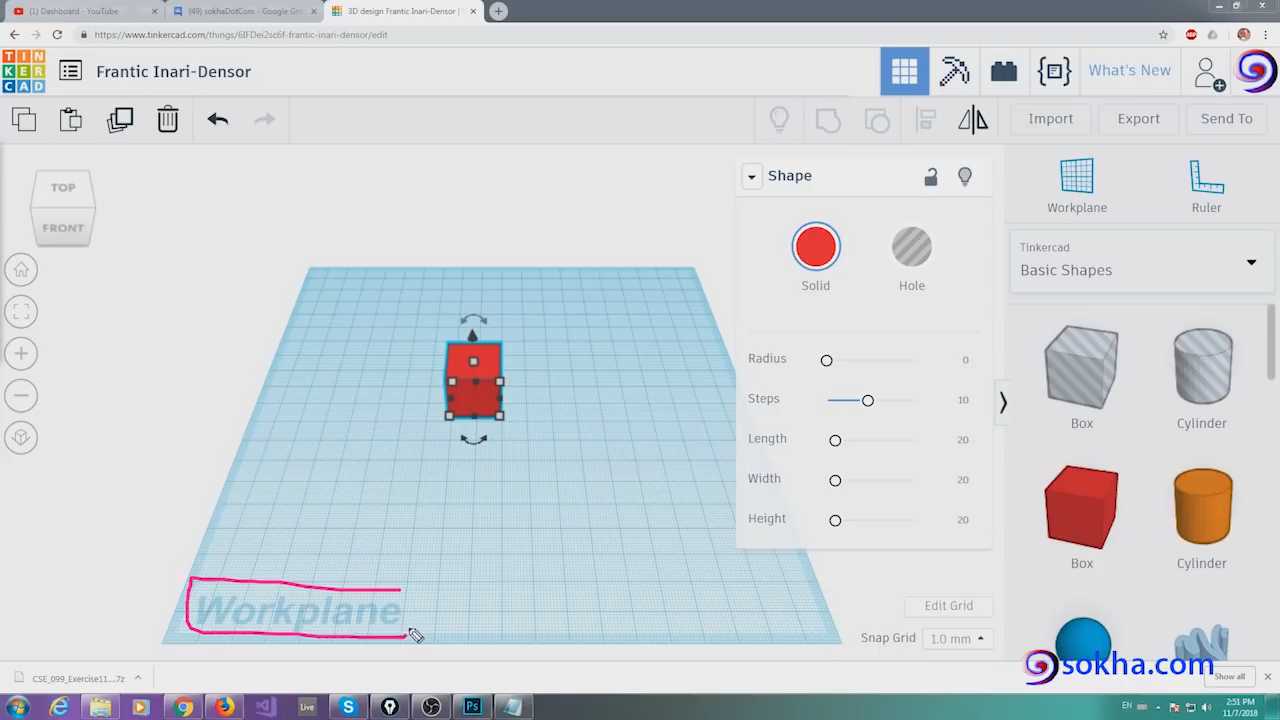 (1) Dashboard - YouTube
(49) sokhaDotCom - Google Gro
3D design Frantic Inari-Densor |
https://www.tinkercad.com/things/6IFDei2sc6f-frantic-inari-densor/edit
TIN
KER
CAD
Frantic Inari-Densor
What's New
Import
Export
Send To
TOP
FRONT
Shape
Solid
Hole
Radius 0
Steps 10
Length 20
Width 20
Height 20
Workplane
Ruler
Tinkercad
Basic Shapes
Box
Cylinder
Box
Cylinder
Workplane
Edit Grid
Snap Grid 1.0 mm
sokha.com
CSE_099_Exercise11....7z
Show all
Live
Ps
EN
2:51 PM
11/7/2018